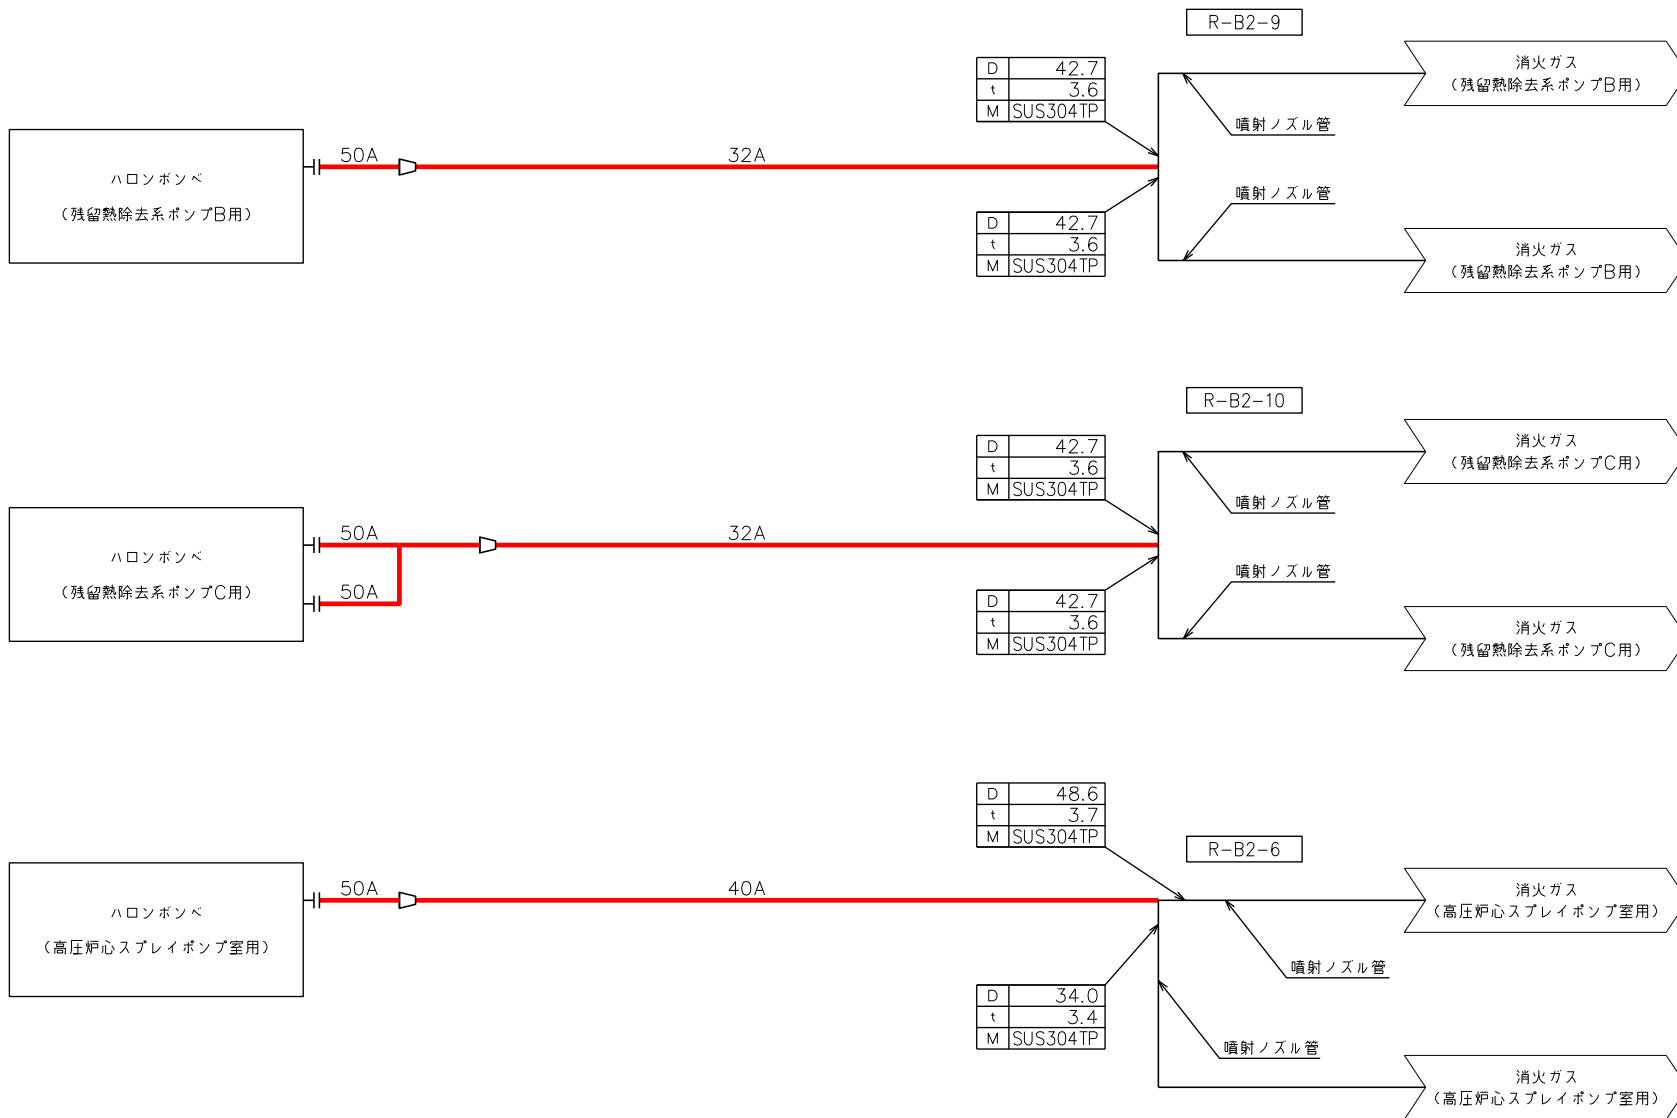 R-B2-9
D 42.7
t 3.6
M SUS304TP
消火ガス
(残留熱除去系ポンプB用)
噴射ノズル管
50A
32A
ハロンボンベ
(残留熱除去系ポンプB用)
噴射ノズル管
D 42.7
t 3.6
M SUS304TP
消火ガス
(残留熱除去系ポンプB用)
R-B2-10
D 42.7
t 3.6
M SUS304TP
消火ガス
(残留熱除去系ポンプC用)
噴射ノズル管
50A
32A
ハロンボンベ
(残留熱除去系ポンプC用)
50A
噴射ノズル管
D 42.7
t 3.6
M SUS304TP
消火ガス
(残留熱除去系ポンプC用)
D 48.6
t 3.7
M SUS304TP
R-B2-6
消火ガス
(高圧炉心スプレイポンプ室用)
50A
40A
ハロンボンベ
(高圧炉心スプレイポンプ室用)
噴射ノズル管
D 34.0
t 3.4
M SUS304TP
噴射ノズル管
消火ガス
(高圧炉心スプレイポンプ室用)